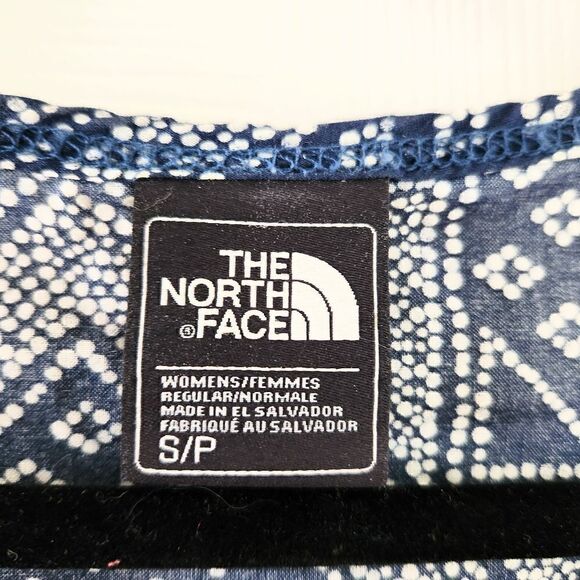 THE
NORTH
®FACE
WOMENS/FEMMES
REGULAR/NORMALE
MADE IN EL SALVADOR
FABRIQUÉ AU SALVADOR
S/P